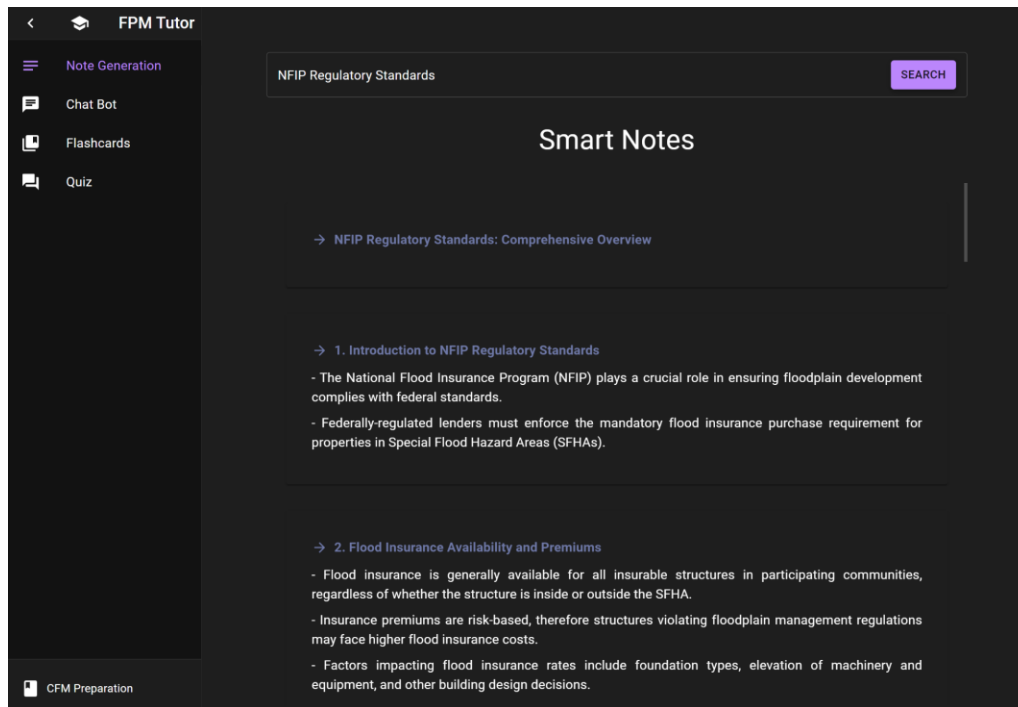 FPM Tutor
Note Generation
Chat Bot
Flashcards
Quiz
CFM Preparation
NFIP Regulatory Standards
SEARCH
Smart Notes
→ NFIP Regulatory Standards: Comprehensive Overview
→ 1. Introduction to NFIP Regulatory Standards
- The National Flood Insurance Program (NFIP) plays a crucial role in ensuring floodplain development
complies with federal standards.
- Federally-regulated lenders must enforce the mandatory flood insurance purchase requirement for
properties in Special Flood Hazard Areas (SFHAs).
→ 2. Flood Insurance Availability and Premiums
- Flood insurance is generally available for all insurable structures in participating communities,
regardless of whether the structure is inside or outside the SFHA.
- Insurance premiums are risk-based, therefore structures violating floodplain management regulations
may face higher flood insurance costs.
- Factors impacting flood insurance rates include foundation types, elevation of machinery and
equipment, and other building design decisions.